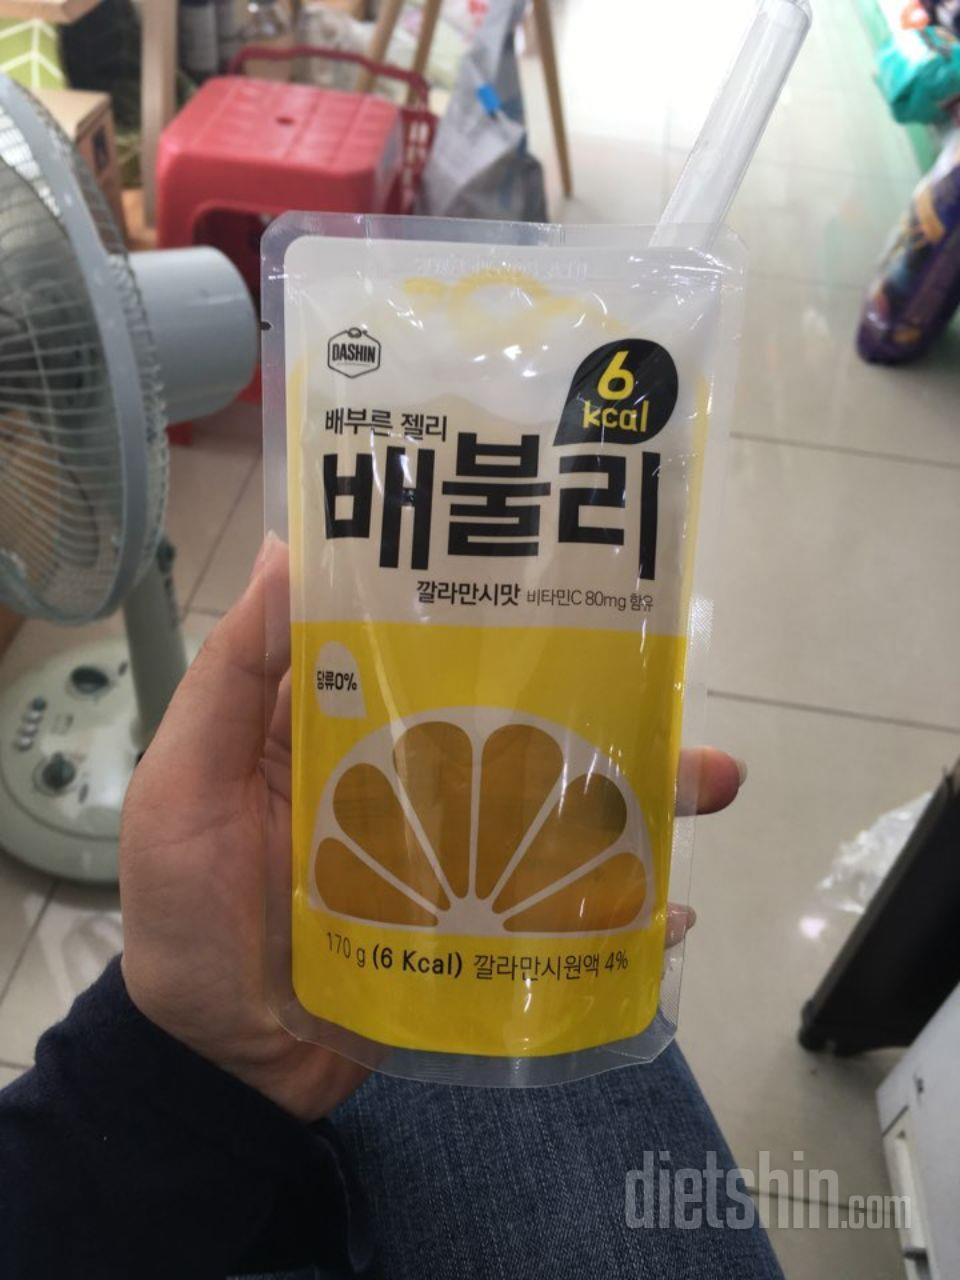 DASHIN
6
kcal
배부른 젤리
배불리
깔라만시맛 비타민C 80mg 함유
당류0%
170 g (6 Kcal) 깔라만시원액 4%
dietshin.com